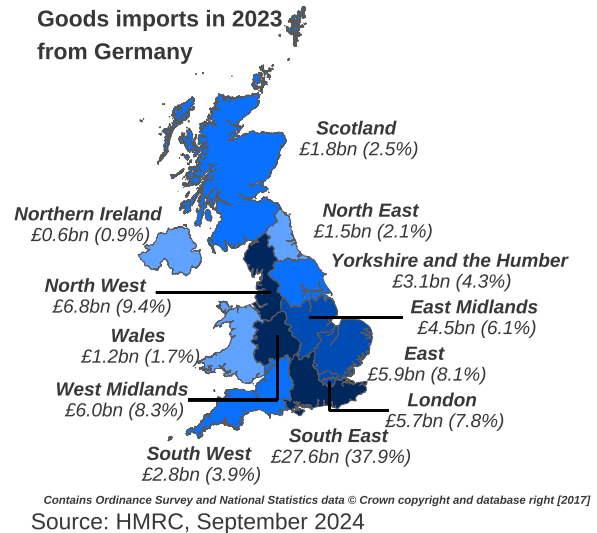 Goods imports in 2023
from Germany
Scotland
£1.8bn (2.5%)
Northern Ireland
£0.6bn (0.9%)
North East
£1.5bn (2.1%)
Yorkshire and the Humber
£3.1bn (4.3%)
North West
£6.8bn (9.4%)
East Midlands
£4.5bn (6.1%)
Wales
£1.2bn (1.7%)
East
£5.9bn (8.1%)
West Midlands
£6.0bn (8.3%)
London
£5.7bn (7.8%)
South East
£27.6bn (37.9%)
South West
£2.8bn (3.9%)
Contains Ordinance Survey and National Statistics data © Crown copyright and database right [2017]
Source: HMRC, September 2024